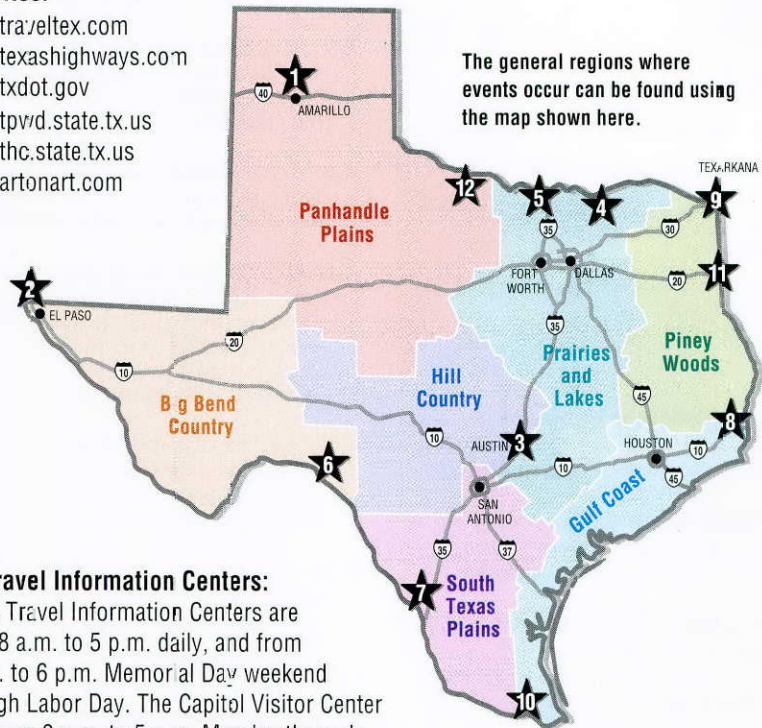 traveltex.com
texashighways.com
txdot.gov
tpwd.state.tx.us
thc.state.tx.us
artonart.com
The general regions where
events occur can be found using
the map shown here.
1
40
AMARILLO
TEXARKANA
12
5
4
9
Panhandle
Plains
35
30
FORT
WORTH
DALLAS
20
11
2
EL PASO
20
35
10
Piney
Woods
Prairies
and
Lakes
Hill
Country
B g Bend
Country
45
8
10
AUSTIN
3
HOUSTON
10
6
10
45
SAN
ANTONIO
Gulf Coast
35
37
7
South
Texas
Plains
10
ravel Information Centers:
Travel Information Centers are
8 a.m. to 5 p.m. daily, and from
. to 6 p.m. Memorial Day weekend
gh Labor Day. The Capitol Visitor Center